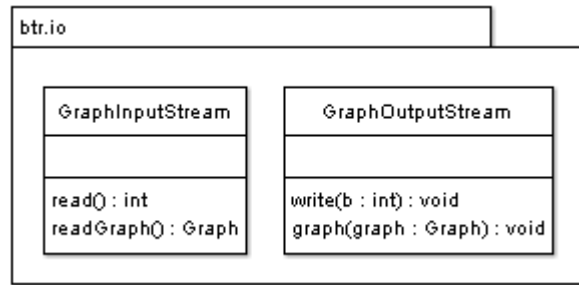 btr.io
GraphInputStream
read() : int
readGraph() : Graph
GraphOutputStream
write(b : int) : void
graph(graph : Graph) : void